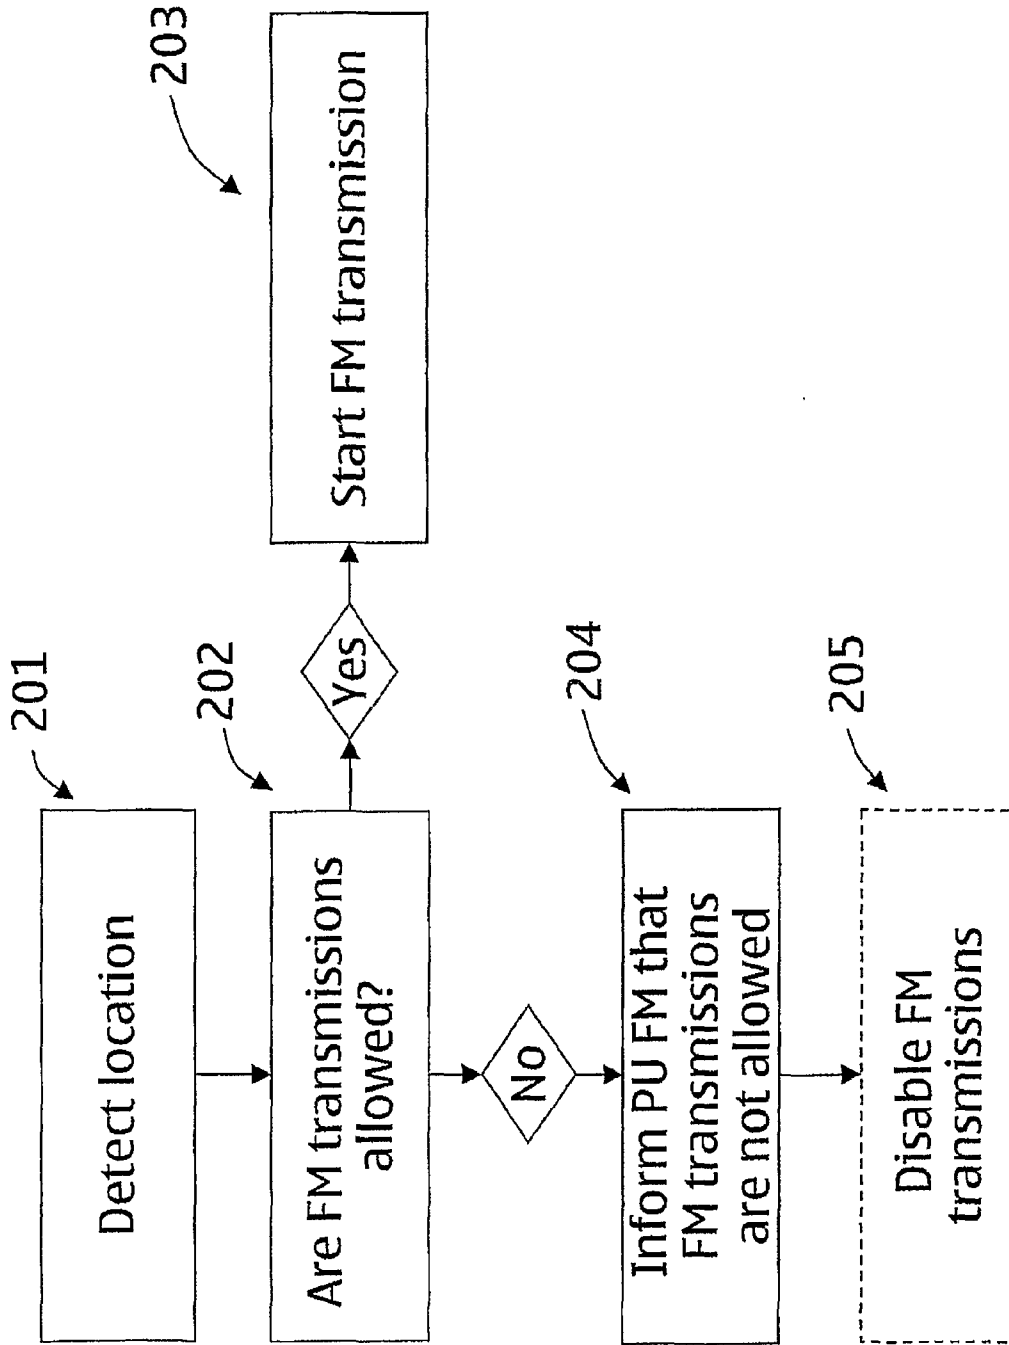 201
Detect location
202
Are FM transmissions
allowed?
Yes
203
Start FM transmission
No
204
Inform PU FM that
FM transmissions
are not allowed
205
Disable FM
transmissions